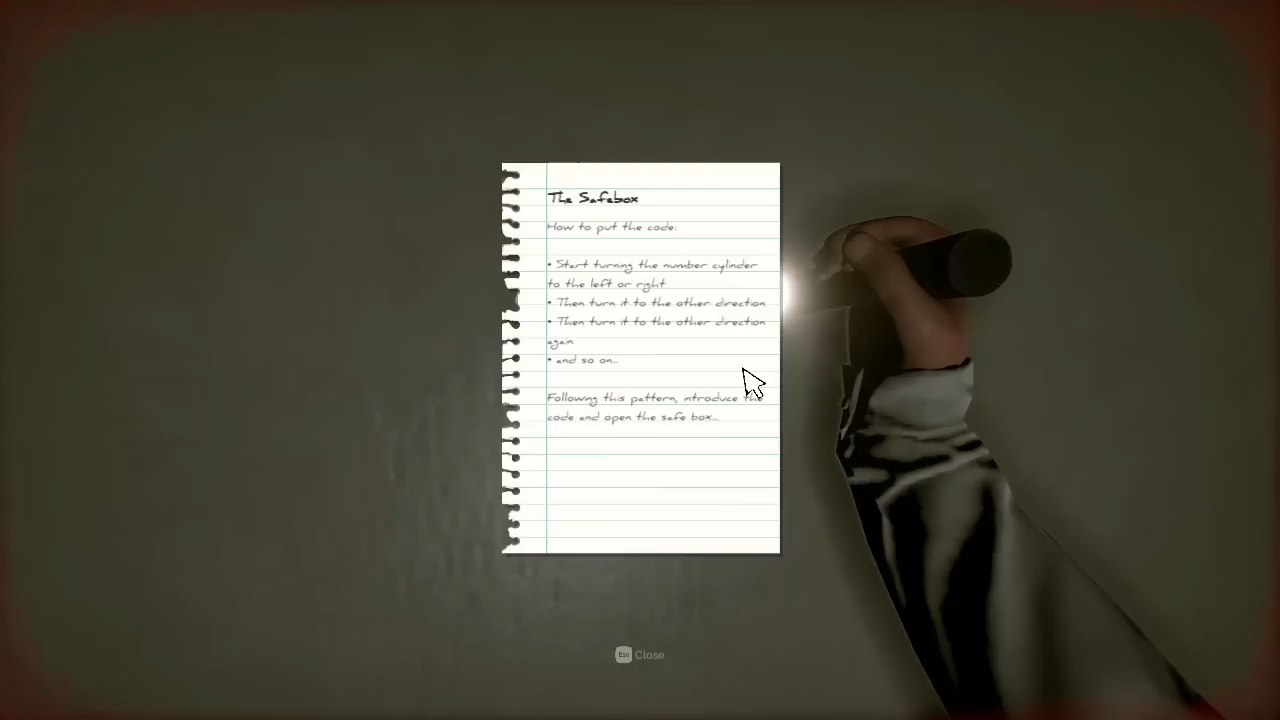 The Safebox
How to put the code:
• Start turning the number cylinder
to the left or right
• Then turn it to the other direction
• Then turn it to the other direction
again
• and so on...
Following this pattern, introduce the
code and open the safe box...
Esc Close